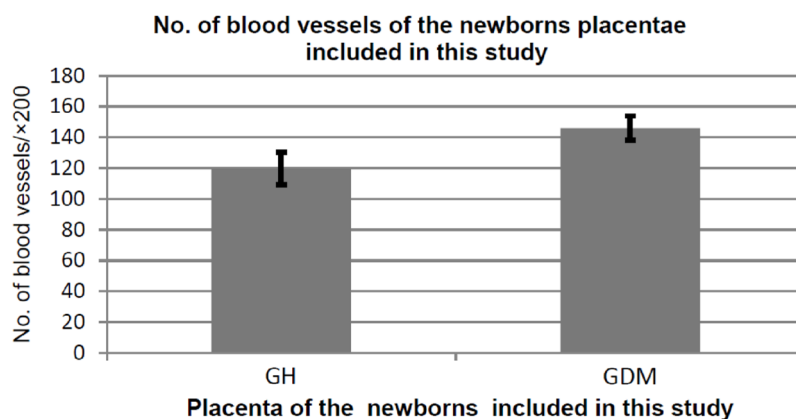 No. of blood vessels of the newborns placentae
included in this study
No. of blood vessels/×200
180
160
140
120
100
80
60
40
20
0
GH GDM
Placenta of the newborns included in this study